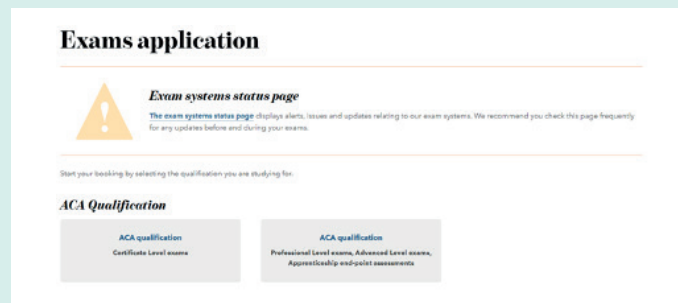 Exams application
Exam systems status page
The exam systems status page displays alerts, issues and updates relating to our exam systems. We recommend you check this page frequently
for any updates before and during your exams.
Start your booking by selecting the qualification you are studying for.
ACA Qualification
ACA qualification
Certificate Level exams
ACA qualification
Professional Level exams, Advanced Level exams,
Apprenticeship end-point assessments